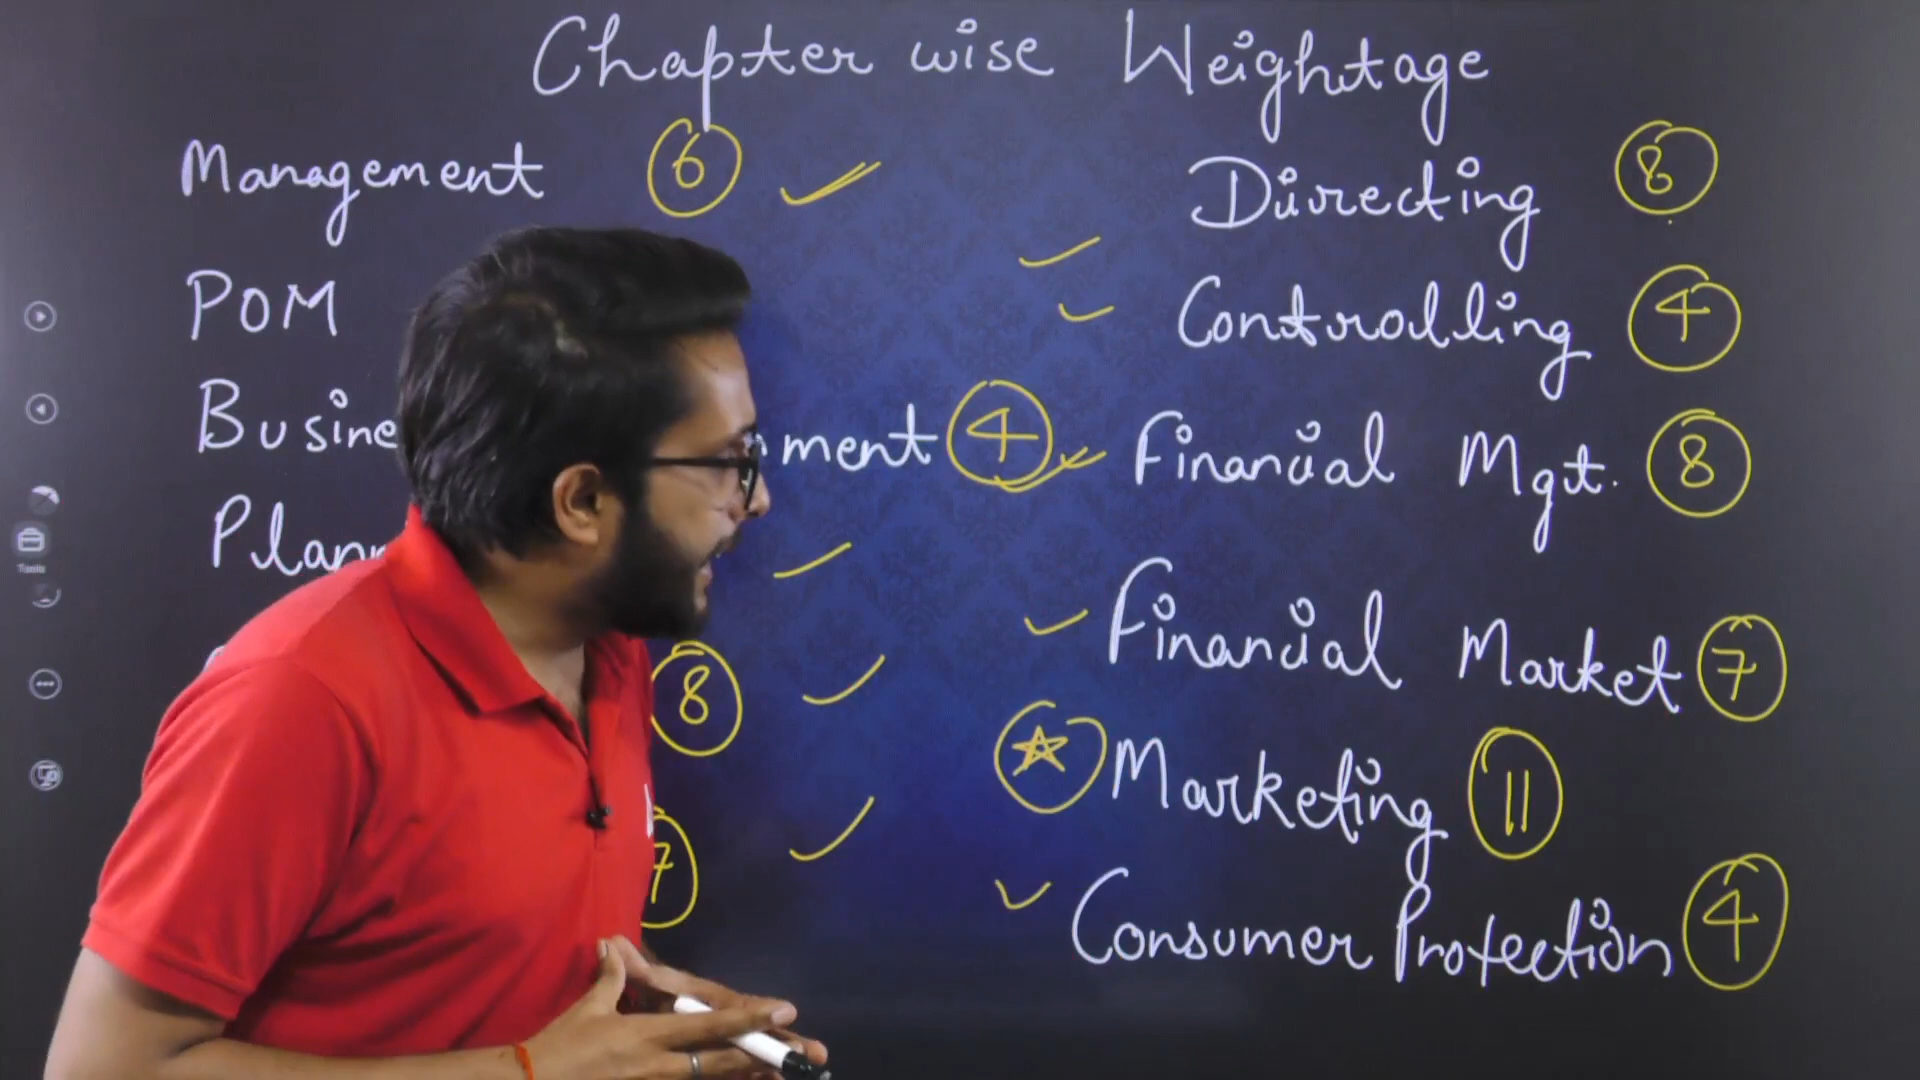 Chapter wise Weightage
Management 6
POM
Busine ment 4
Plann
8
7
Directing 8
Controlling 4
Financial Mgt. 8
Financial Market 7
Marketing 11
Consumer Protection 4
Tools